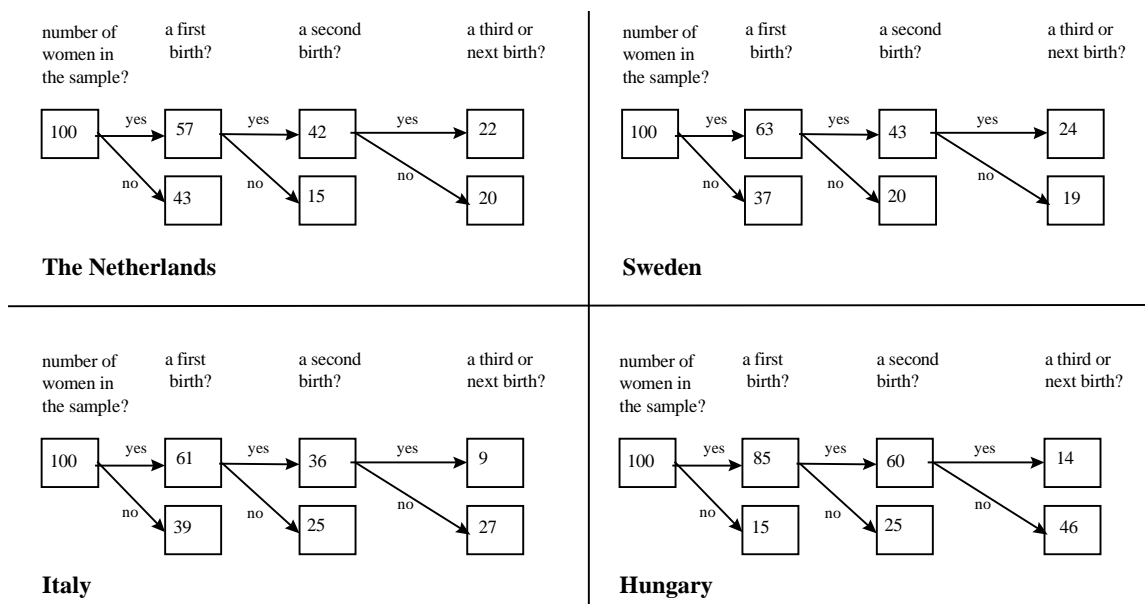 number of
women in
the sample?
a first
birth?
a second
birth?
a third or
next birth?
100
yes
57
yes
42
yes
22
no
43
no
15
no
20
The Netherlands
number of
women in
the sample?
a first
birth?
a second
birth?
a third or
next birth?
100
yes
63
yes
43
yes
24
no
37
no
20
no
19
Sweden
number of
women in
the sample?
a first
birth?
a second
birth?
a third or
next birth?
100
yes
61
yes
36
yes
9
no
39
no
25
no
27
Italy
number of
women in
the sample?
a first
birth?
a second
birth?
a third or
next birth?
100
yes
85
yes
60
yes
14
no
15
no
25
no
46
Hungary